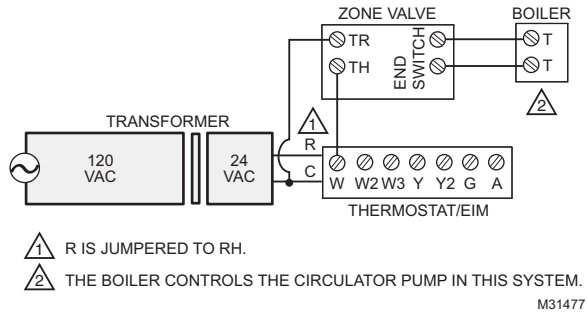 ZONE VALVE
BOILER
TR
TH
END
SWITCH
T
T
2
TRANSFORMER
1
120
VAC
24
VAC
R
C
W W2 W3 Y Y2 G A
THERMOSTAT/EIM
1 R IS JUMPERED TO RH.
2 THE BOILER CONTROLS THE CIRCULATOR PUMP IN THIS SYSTEM.
M31477